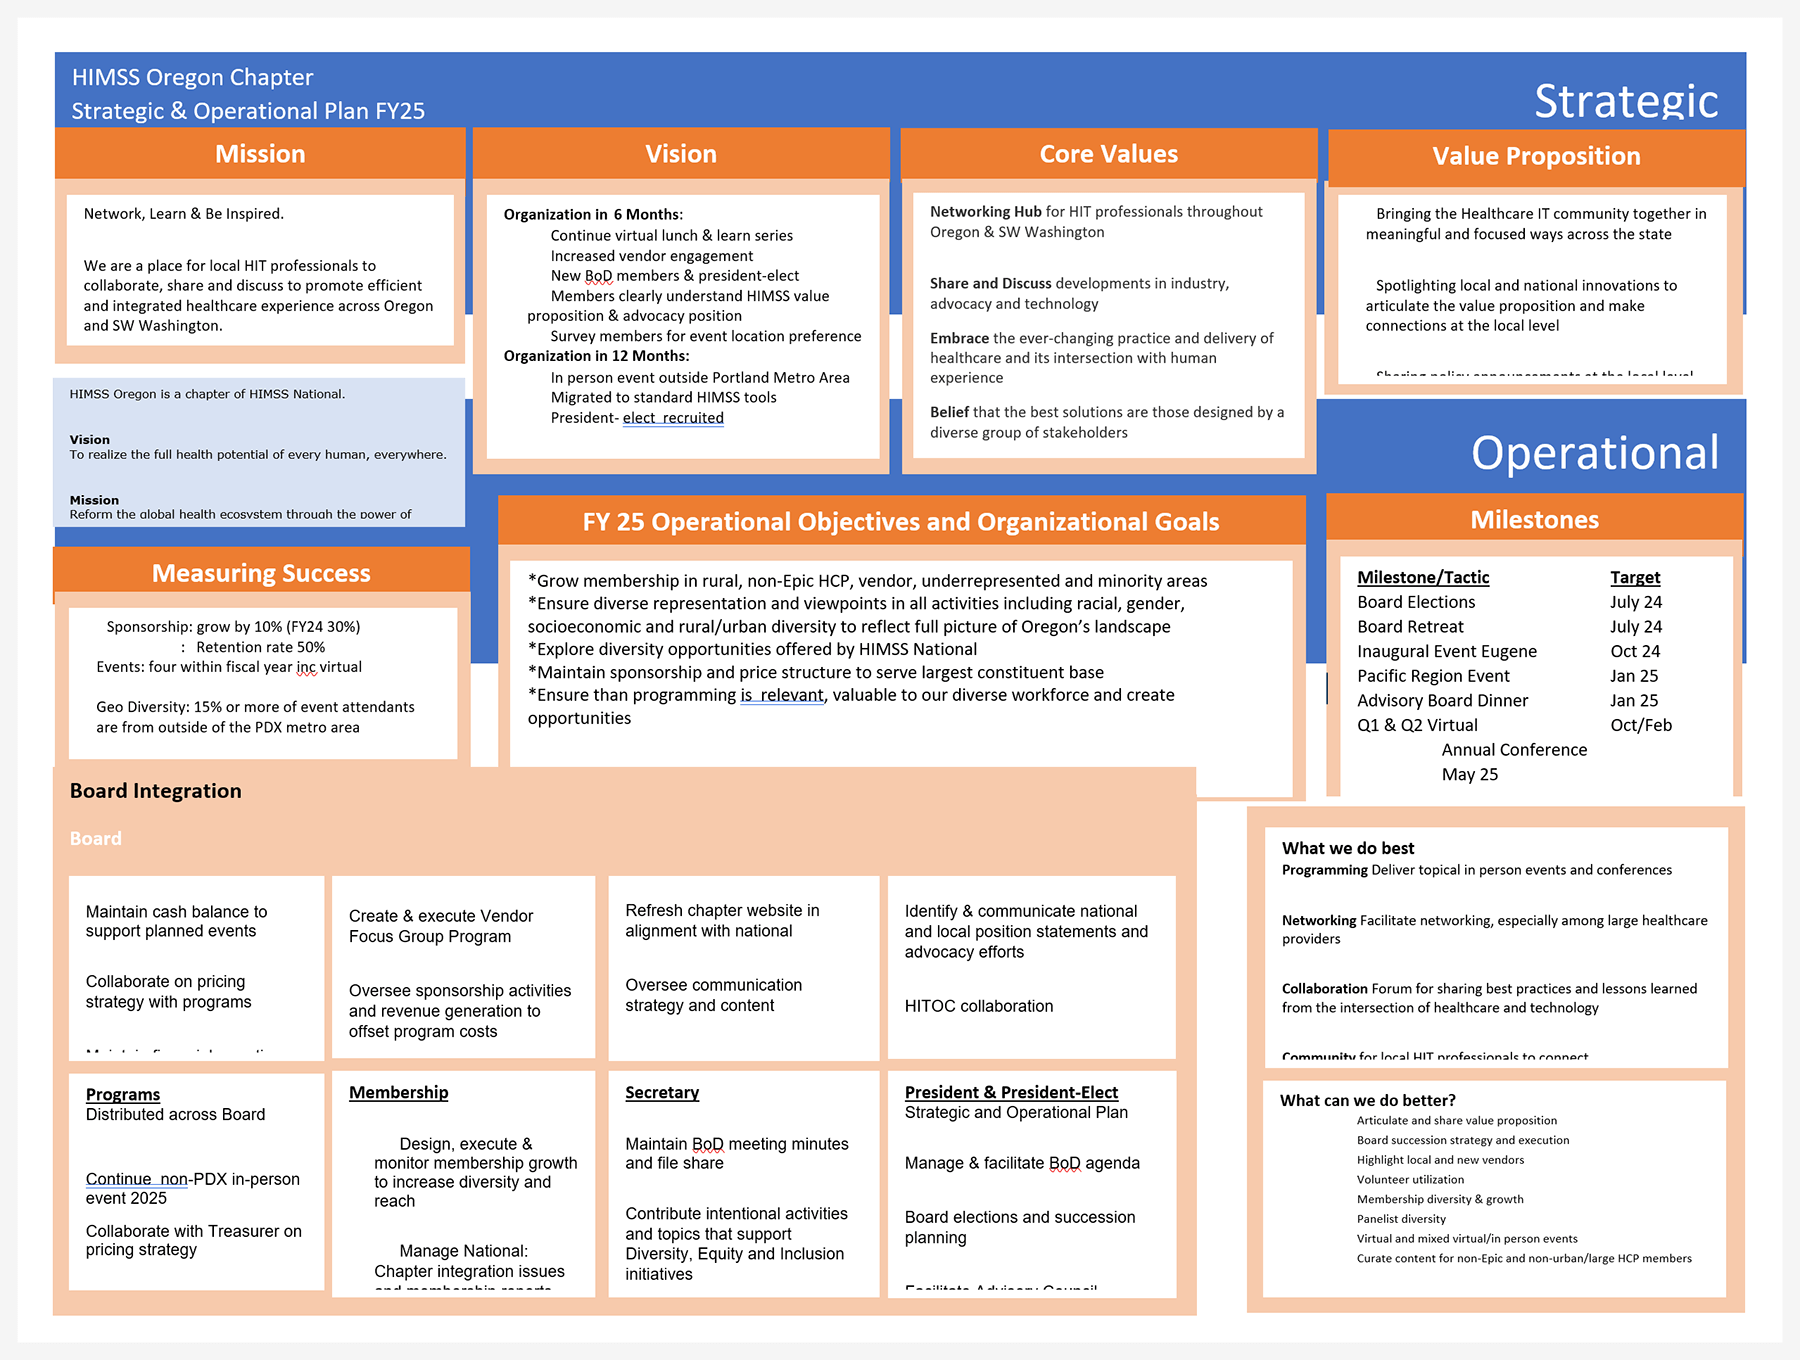 HIMSS Oregon Chapter
Strategic & Operational Plan FY25
Strategic
Mission
Network, Learn & Be Inspired.
We are a place for local HIT professionals to
collaborate, share and discuss to promote efficient
and integrated healthcare experience across Oregon
and SW Washington.
Vision
Organization in 6 Months:
Continue virtual lunch & learn series
Increased vendor engagement
New BoD members & president-elect
Members clearly understand HIMSS value
proposition & advocacy position
Survey members for event location preference
Organization in 12 Months:
In person event outside Portland Metro Area
Migrated to standard HIMSS tools
President- elect recruited
Core Values
Networking Hub for HIT professionals throughout
Oregon & SW Washington
Share and Discuss developments in industry,
advocacy and technology
Embrace the ever-changing practice and delivery of
healthcare and its intersection with human
experience
Belief that the best solutions are those designed by a
diverse group of stakeholders
Value Proposition
Bringing the Healthcare IT community together in
meaningful and focused ways across the state
Spotlighting local and national innovations to
articulate the value proposition and make
connections at the local level
Sharing policy announcements at the local level
HIMSS Oregon is a chapter of HIMSS National.
Vision
To realize the full health potential of every human, everywhere.
Mission
Reform the global health ecosystem through the power of
Operational
Measuring Success
Sponsorship: grow by 10% (FY24 30%)
: Retention rate 50%
Events: four within fiscal year inc virtual
Geo Diversity: 15% or more of event attendants
are from outside of the PDX metro area
FY 25 Operational Objectives and Organizational Goals
*Grow membership in rural, non-Epic HCP, vendor, underrepresented and minority areas
*Ensure diverse representation and viewpoints in all activities including racial, gender,
socioeconomic and rural/urban diversity to reflect full picture of Oregon's landscape
*Explore diversity opportunities offered by HIMSS National
*Maintain sponsorship and price structure to serve largest constituent base
*Ensure than programming is relevant, valuable to our diverse workforce and create
opportunities
Milestones
Milestone/Tactic Target
Board Elections July 24
Board Retreat July 24
Inaugural Event Eugene Oct 24
Pacific Region Event Jan 25
Advisory Board Dinner Jan 25
Q1 & Q2 Virtual Oct/Feb
Annual Conference
May 25
Board Integration
Board
Maintain cash balance to
support planned events
Collaborate on pricing
strategy with programs
Create & execute Vendor
Focus Group Program
Oversee sponsorship activities
and revenue generation to
offset program costs
Refresh chapter website in
alignment with national
Oversee communication
strategy and content
Identify & communicate national
and local position statements and
advocacy efforts
HITOC collaboration
Programs
Distributed across Board
Continue non-PDX in-person
event 2025
Collaborate with Treasurer on
pricing strategy
Membership
Design, execute &
monitor membership growth
to increase diversity and
reach
Manage National:
Chapter integration issues
and membership reports
Secretary
Maintain BoD meeting minutes
and file share
Contribute intentional activities
and topics that support
Diversity, Equity and Inclusion
initiatives
President & President-Elect
Strategic and Operational Plan
Manage & facilitate BoD agenda
Board elections and succession
planning
Facilitate Advisory Council
What we do best
Programming Deliver topical in person events and conferences
Networking Facilitate networking, especially among large healthcare
providers
Collaboration Forum for sharing best practices and lessons learned
from the intersection of healthcare and technology
Community for local HIT professionals to connect
What can we do better?
Articulate and share value proposition
Board succession strategy and execution
Highlight local and new vendors
Volunteer utilization
Membership diversity & growth
Panelist diversity
Virtual and mixed virtual/in person events
Curate content for non-Epic and non-urban/large HCP members